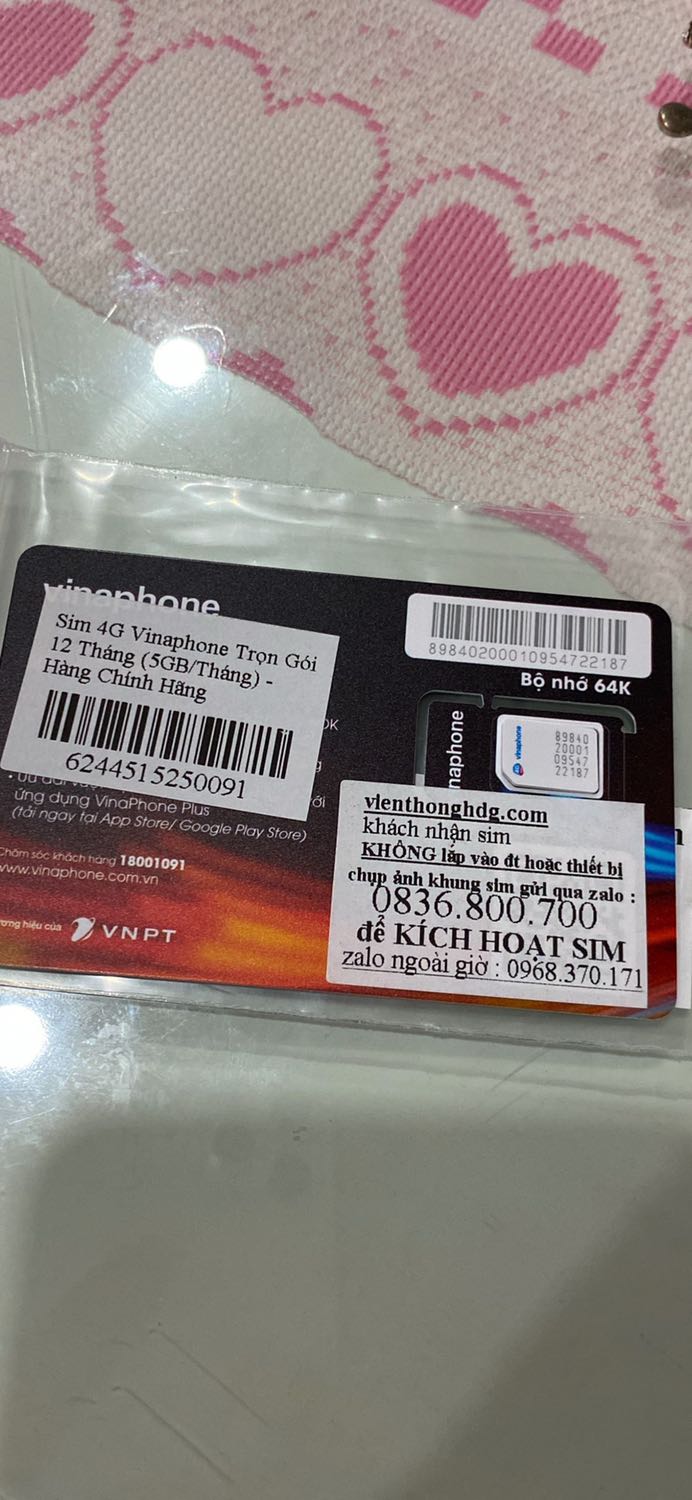 vinaphone
Sim 4G Vinaphone Trọn Gói
12 Tháng (5GB/Tháng) -
Hàng Chính Hãng
6244515250091
ứng dụng VinaPhone Plus
(tải ngay tại App Store/ Google Play Store)
Chăm sóc khách hàng 18001091
www.vinaphone.com.vn
hiệu của VNPT
89840200010954722187
Bộ nhớ 64K
vinaphone
89840
20001
09547
22187
vienthonghdg.com
khách nhận sim
KHÔNG lắp vào đt hoặc thiết bị
chụp ảnh khung sim gửi qua zalo :
0836.800.700
để KÍCH HOẠT SIM
zalo ngoài giờ : 0968.370.171